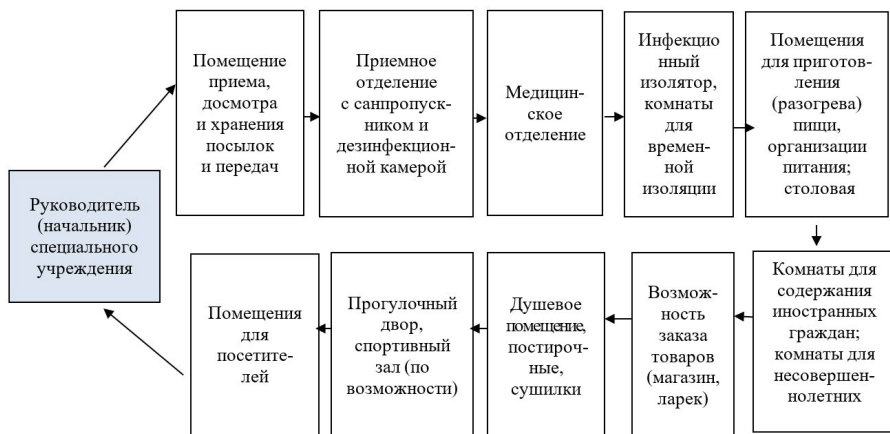 Помещение
приема,
досмотра
и хранения
посылок
и передач
Приемное
отделение
с санпропуск-
ником и
дезинфекцион-
ной камерой
Медицин-
ское
отделение
Инфекцио
нный
изолятор,
комнаты
для
времен-
ной
изоляции
Помещения
для приготов-
ления
(разогрева)
пищи,
организации
питания;
столовая
Руководитель
(начальник)
специального
учреждения
Комнаты для
содержания
иностранных
граждан;
комнаты для
несовершен-
нолетних
Возмож-
ность
заказа
товаров
(магазин,
ларек)
Душевое
помещение,
постироч-
ные,
сушилки
Прогулочный
двор,
спортивный
зал (по
возможности)
Помещения
для
посетите-
лей